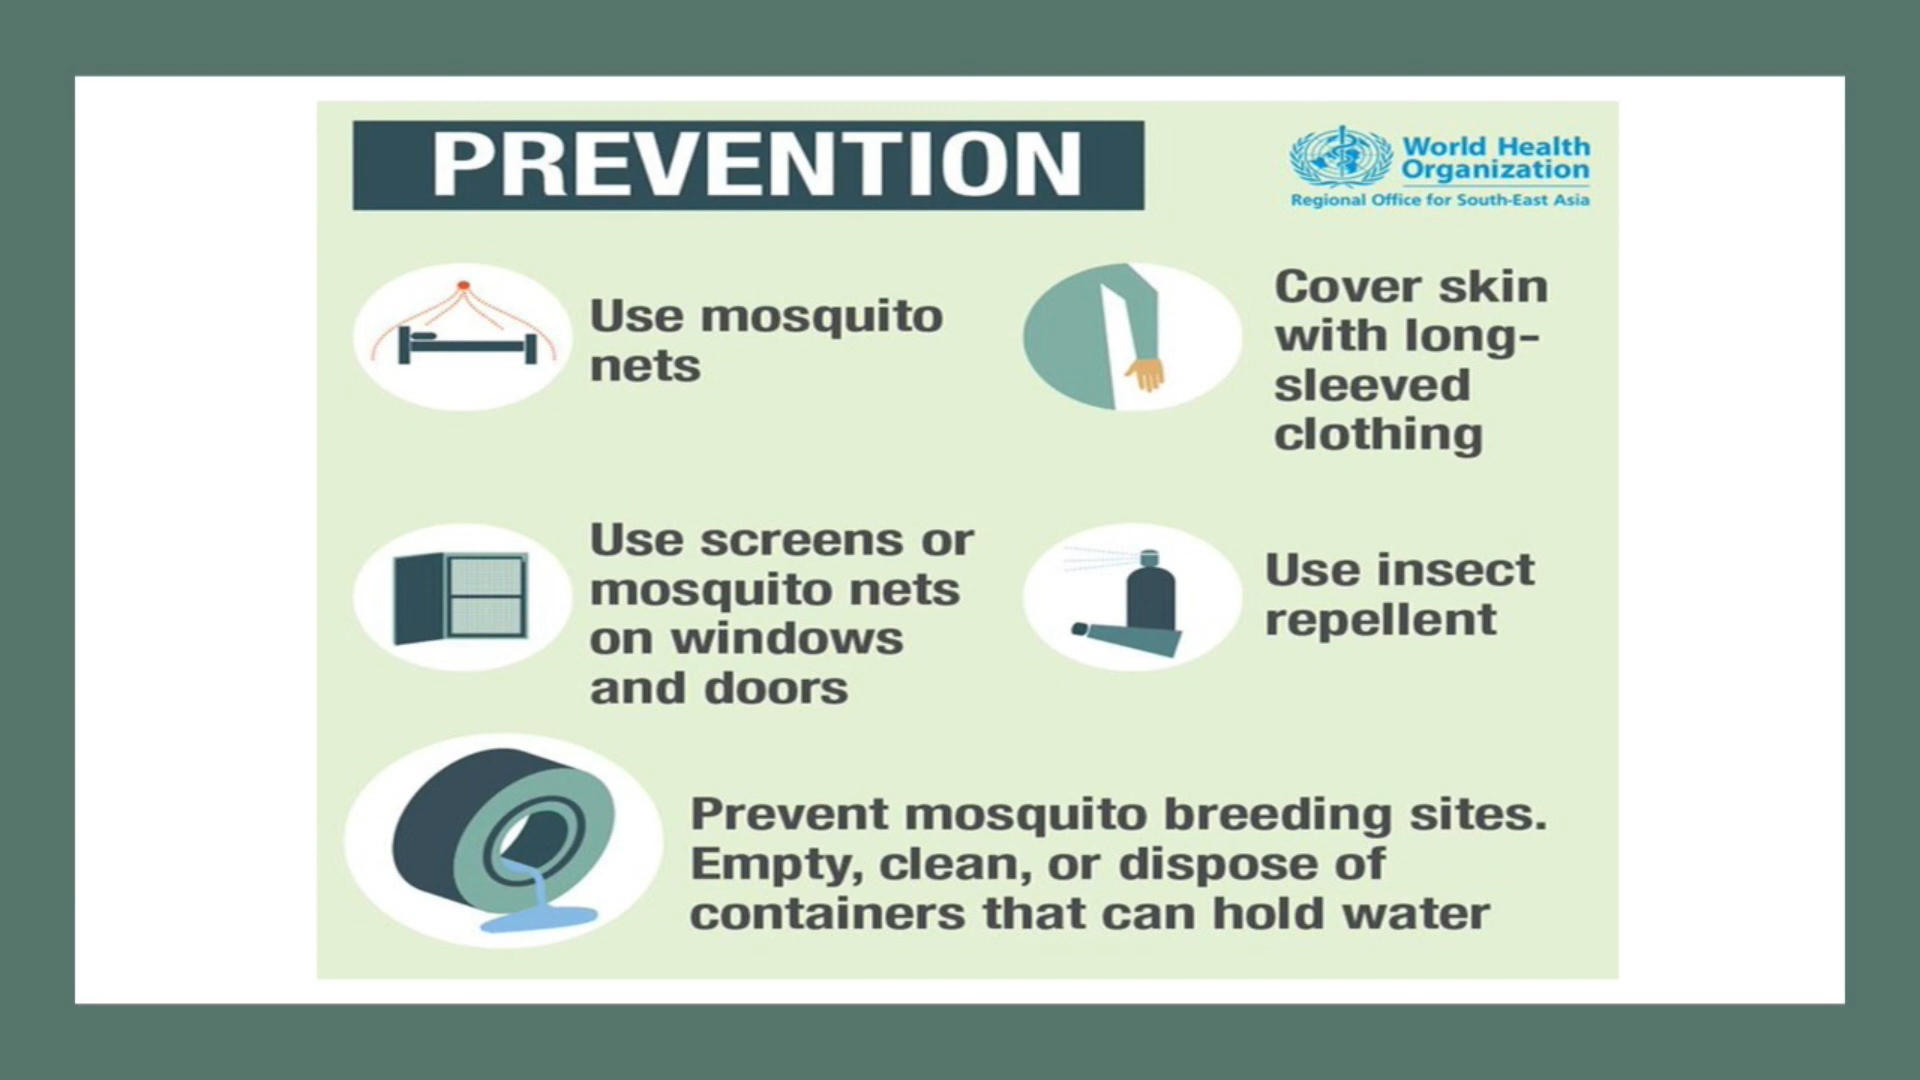 PREVENTION
World Health
Organization
Regional Office for South-East Asia
Use mosquito
nets
Cover skin
with long-
sleeved
clothing
Use screens or
mosquito nets
on windows
and doors
Use insect
repellent
Prevent mosquito breeding sites.
Empty, clean, or dispose of
containers that can hold water